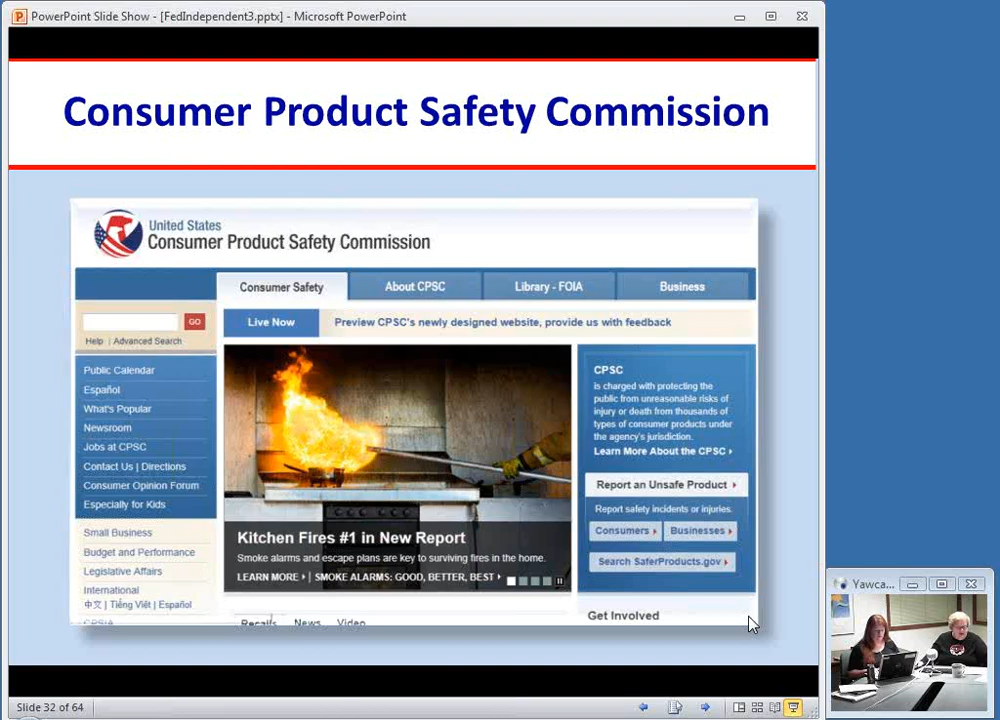 PowerPoint Slide Show - [FedIndependent3.pptx] - Microsoft PowerPoint
Consumer Product Safety Commission
United States
Consumer Product Safety Commission
Consumer Safety
About CPSC
Library - FOIA
Business
GO
Help | Advanced Search
Live Now
Preview CPSC's newly designed website, provide us with feedback
Public Calendar
Español
What's Popular
Newsroom
Jobs at CPSC
Contact Us | Directions
Consumer Opinion Forum
Especially for Kids
Small Business
Budget and Performance
Legislative Affairs
International
中文 | Tiếng Việt | Español
CPSIA
Kitchen Fires #1 in New Report
Smoke alarms and escape plans are key to surviving fires in the home.
LEARN MORE | SMOKE ALARMS: GOOD, BETTER, BEST
Recalls News Video
CPSC
is charged with protecting the
public from unreasonable risks of
injury or death from thousands of
types of consumer products under
the agency's jurisdiction.
Learn More About the CPSC
Report an Unsafe Product
Report safety incidents or injuries.
Consumers
Businesses
Search SaferProducts.gov
Get Involved
Yawca...
Slide 32 of 64